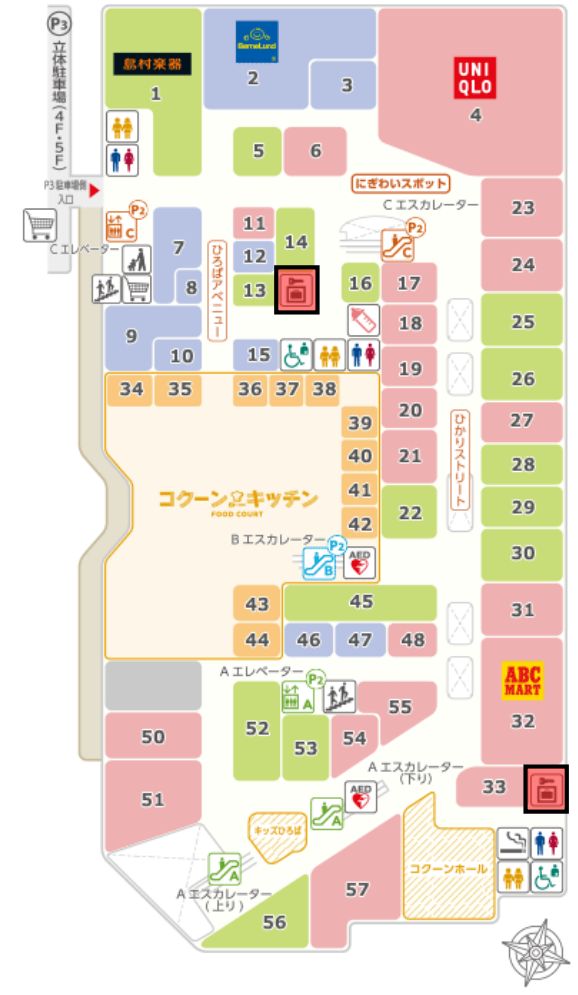 P3
立体駐車場(4F・5F)
島村楽器
1
GameLand
2
3
UNI
QLO
4
5
6
にぎわいスポット
P3駐車場側
入口
Cエスカレーター
23
P2
C
7
11
14
12
P2
C
Cエレベーター
ひろばアベニュー
24
8
13
16
17
9
18
25
10
15
19
26
34
35
36
37
38
20
39
ひかりストリート
27
40
21
28
コクーンキッチン
FOOD COURT
41
22
29
42
Bエスカレーター
P2
B
AED
30
43
45
31
44
46
47
48
Aエレベーター
P2
A
ABC
MART
32
50
52
53
54
55
Aエスカレーター
(下り)
33
51
AED
A
キッズひろば
コクーンホール
A
Aエスカレーター
(上り)
57
56